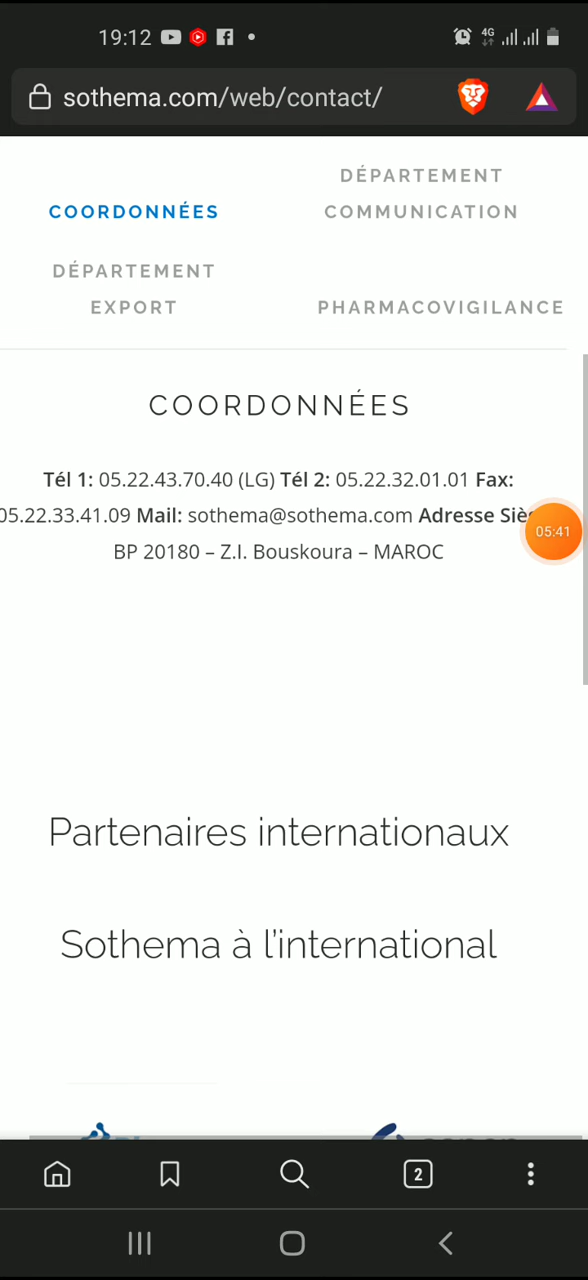 19:12
4G
sothema.com/web/contact/
DÉPARTEMENT
COORDONNÉES
COMMUNICATION
DÉPARTEMENT
EXPORT
PHARMACOVIGILANCE
COORDONNÉES
Tél 1: 05.22.43.70.40 (LG) Tél 2: 05.22.32.01.01 Fax:
05.22.33.41.09 Mail: sothema@sothema.com Adresse
05:41
BP 20180 – Z.I. Bouskoura – MAROC
Partenaires internationaux
Sothema à l'international
2